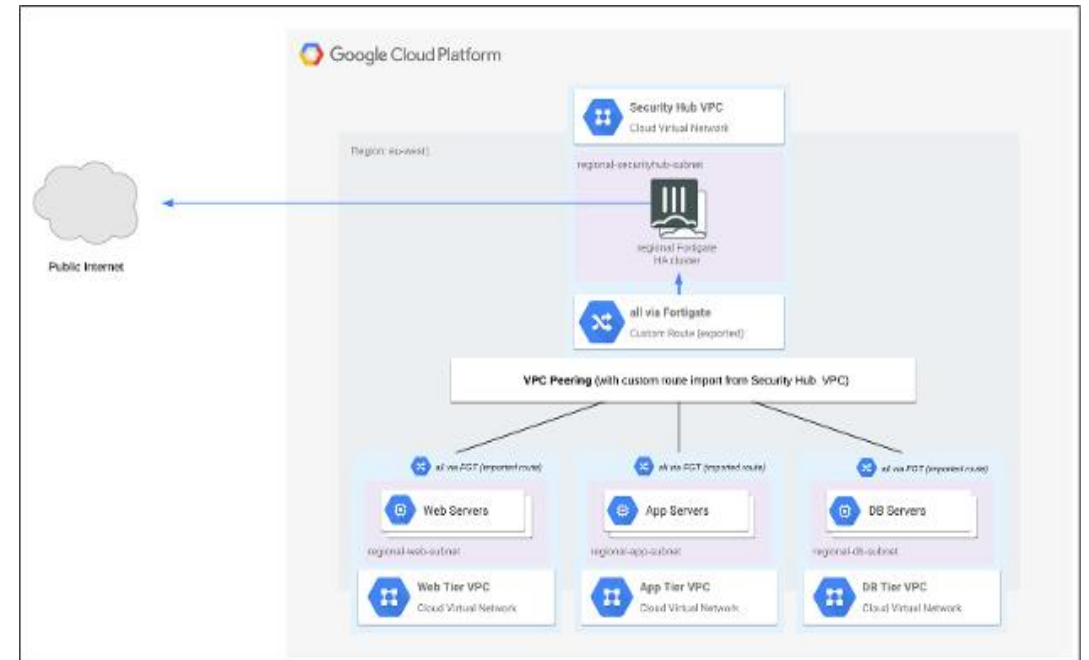 Google Cloud Platform
Security Hub VPC
Cloud Virtual Network
Region: eu-west1
regional-securityhub-subnet
regional Fortigate
HA cluster
Public Internet
all via Fortigate
Custom Route (exported)
VPC Peering (with custom route import from Security Hub VPC)
all via FGT (imported route)
all via FGT (imported route)
all via FGT (imported route)
Web Servers
App Servers
DB Servers
regional-web-subnet
regional-app-subnet
regional-db-subnet
Web Tier VPC
Cloud Virtual Network
App Tier VPC
Cloud Virtual Network
DB Tier VPC
Cloud Virtual Network